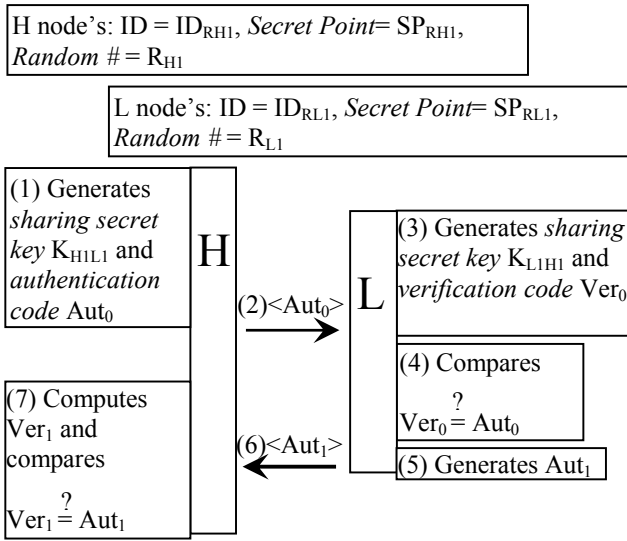 H node's: ID = ID_RH1, Secret Point= SP_RH1,
Random # = R_H1
L node's: ID = ID_RL1, Secret Point= SP_RL1,
Random # = R_L1
(1) Generates
sharing secret
key K_H1L1 and
authentication
code Aut_0
H
(2)<Aut_0>
L
(3) Generates sharing
secret key K_L1H1 and
verification code Ver_0
(4) Compares
?
Ver_0 = Aut_0
(5) Generates Aut_1
(6)<Aut_1>
(7) Computes
Ver_1 and
compares
?
Ver_1 = Aut_1